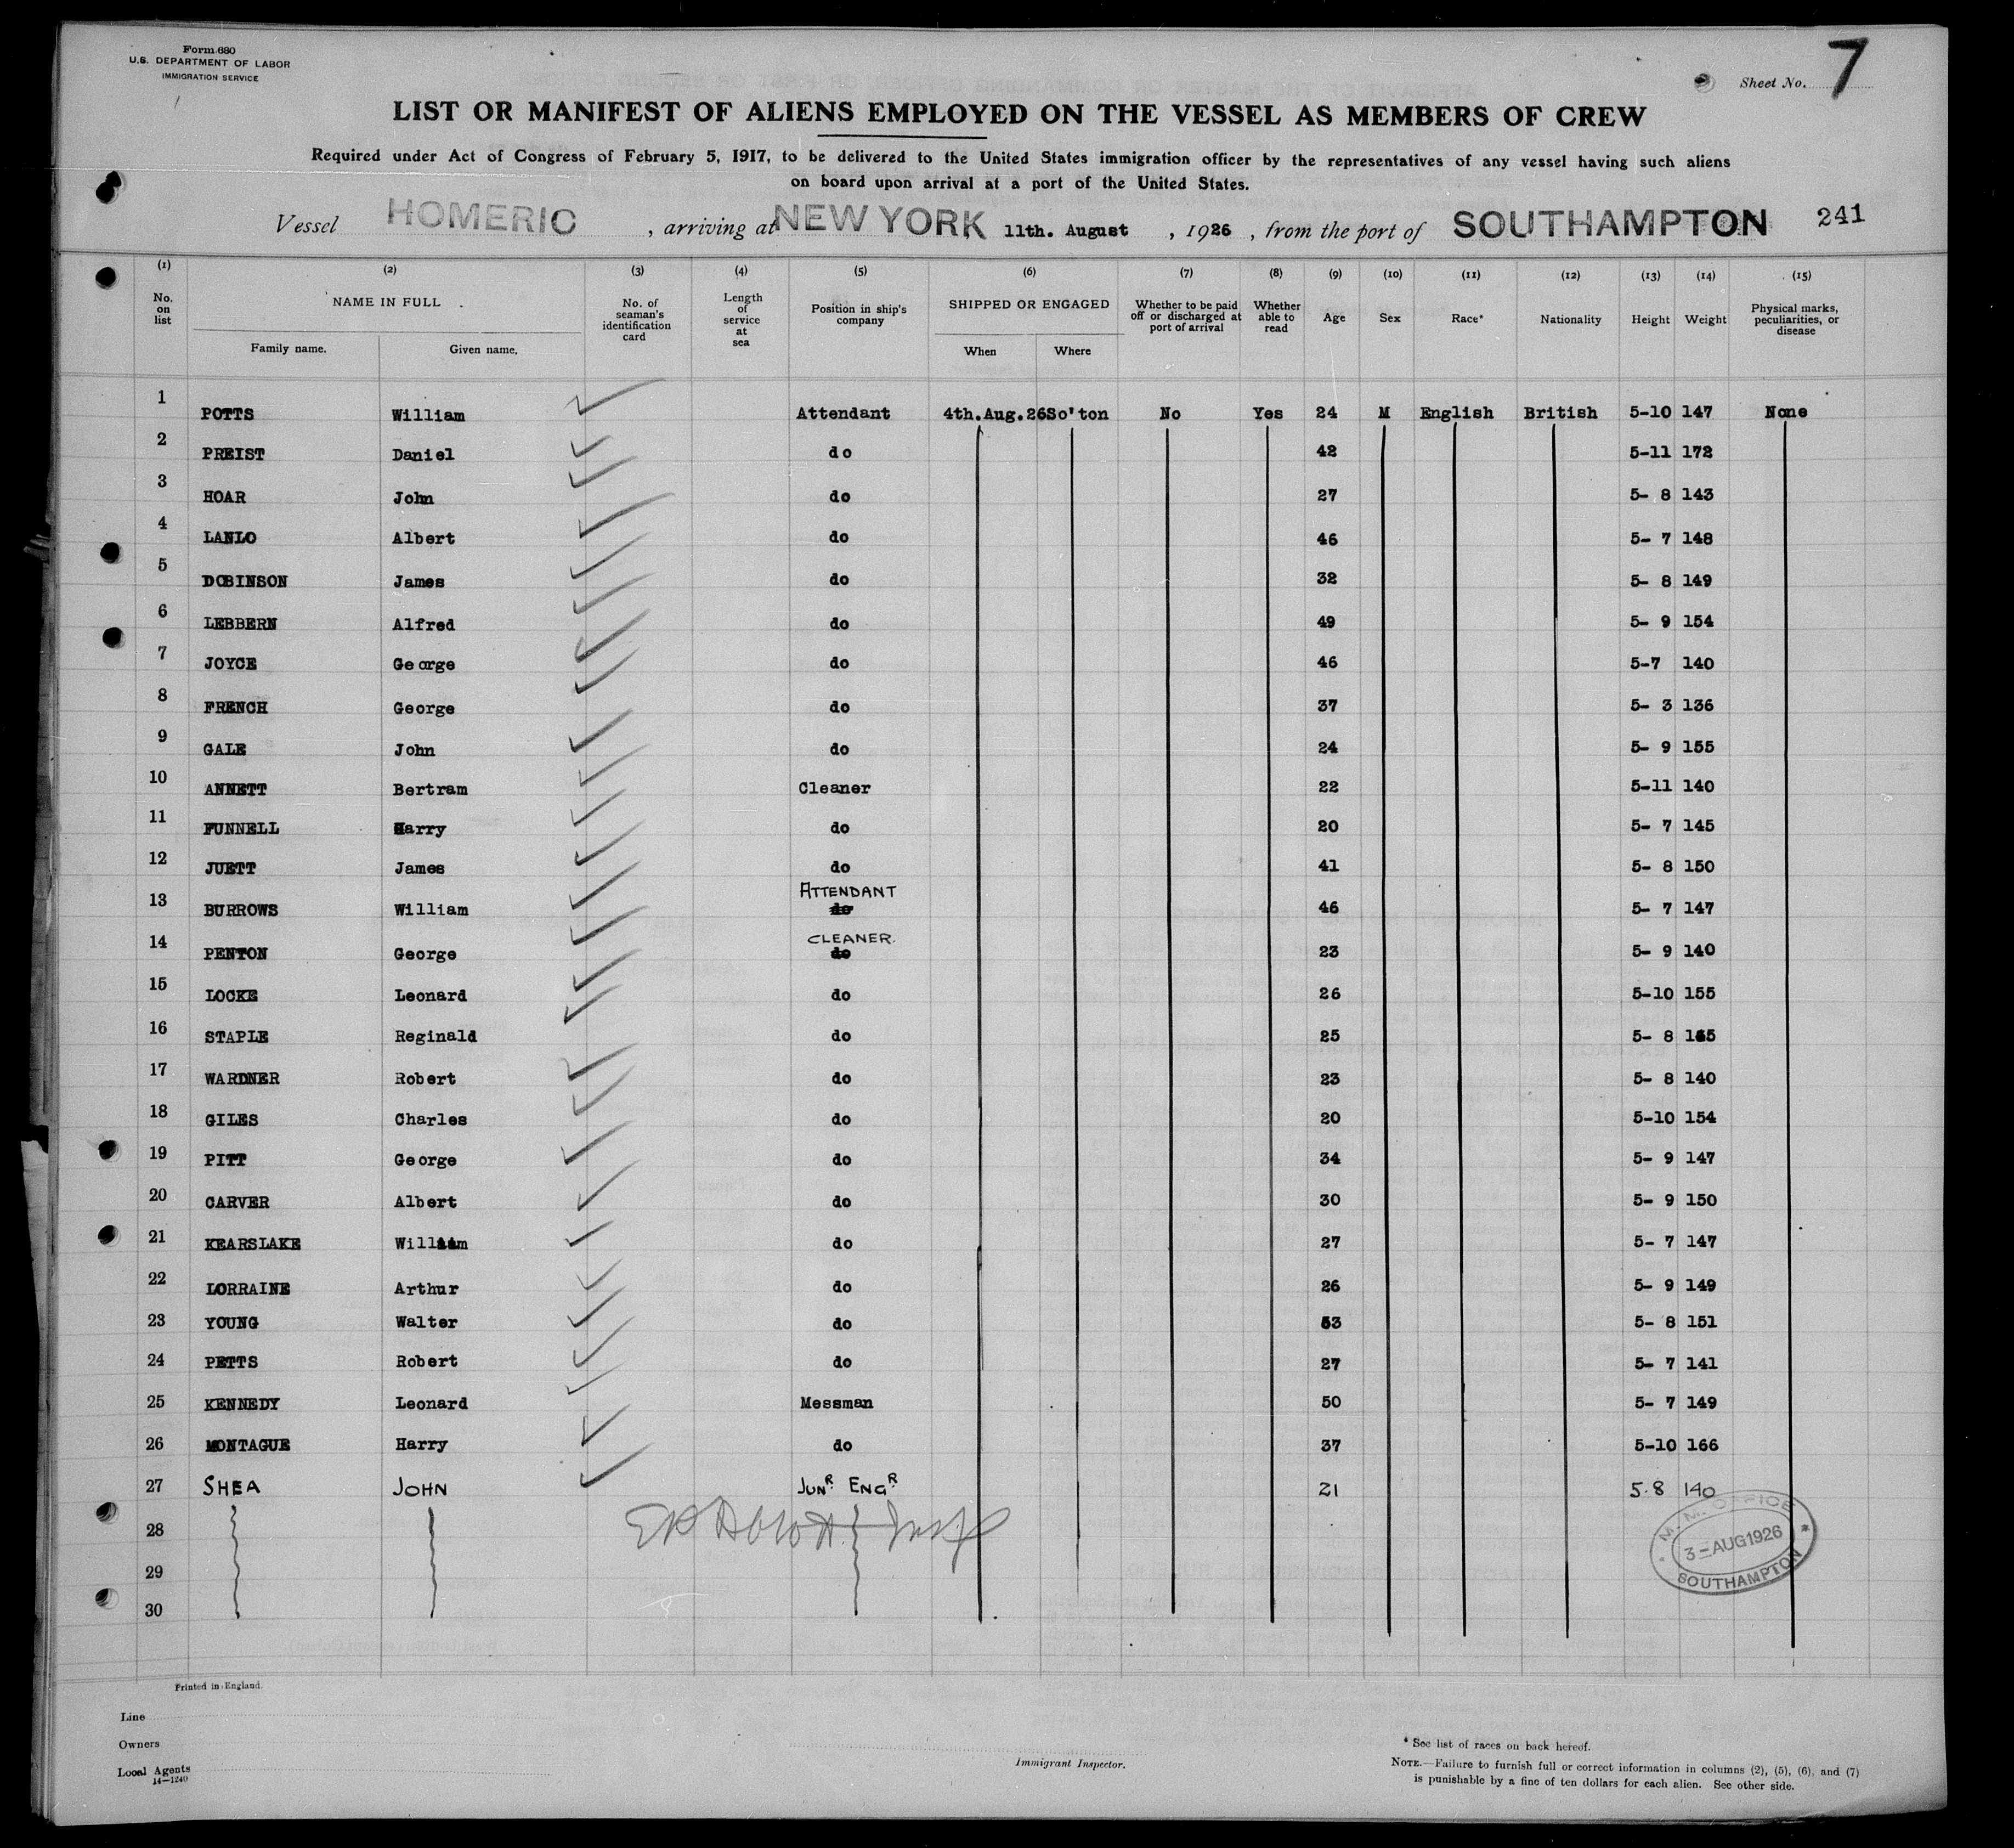 Form 680
U.S. DEPARTMENT OF LABOR
IMMIGRATION SERVICE
Sheet No. 7
LIST OR MANIFEST OF ALIENS EMPLOYED ON THE VESSEL AS MEMBERS OF CREW
Required under Act of Congress of February 5, 1917, to be delivered to the United States immigration officer by the representatives of any vessel having such aliens
on board upon arrival at a port of the United States.
Vessel HOMERIC, arriving at NEW YORK 11th. August, 1926, from the port of SOUTHAMPTON 241
(1) (2) (3) (4) (5) (6) (7) (8) (9) (10) (11) (12) (13) (14) (15)
No. on list NAME IN FULL No. of seaman's identification card Length of service at sea Position in ship's company SHIPPED OR ENGAGED Whether to be paid off or discharged at port of arrival Whether able to read Age Sex Race* Nationality Height Weight Physical marks, peculiarities, or disease
Family name. Given name. When Where
1 POTTS William Attendant 4th.Aug.26 So'ton No Yes 24 M English British 5-10 147 None
2 PREIST Daniel do 42 5-11 172
3 HOAR John do 27 5- 8 143
4 LANLO Albert do 46 5- 7 148
5 DOBINSON James do 32 5- 8 149
6 LEBBERN Alfred do 49 5- 9 154
7 JOYCE George do 46 5-7 140
8 FRENCH George do 37 5- 3 136
9 GALE John do 24 5- 9 155
10 ANNETT Bertram Cleaner 22 5-11 140
11 FUNNELL Harry do 20 5- 7 145
12 JUETT James do 41 5- 8 150
13 BURROWS William ATTENDANT do 46 5- 7 147
14 PENTON George CLEANER. do 23 5- 9 140
15 LOCKE Leonard do 26 5-10 155
16 STAPLE Reginald do 25 5- 8 165
17 WARDNER Robert do 23 5- 8 140
18 GILES Charles do 20 5-10 154
19 PITT George do 34 5- 9 147
20 CARVER Albert do 30 5- 9 150
21 KEARSLAKE William do 27 5- 7 147
22 LORRAINE Arthur do 26 5- 9 149
23 YOUNG Walter do 53 5- 8 151
24 PETTS Robert do 27 5- 7 141
25 KENNEDY Leonard Messman 50 5- 7 149
26 MONTAGUE Harry do 37 5-10 166
27 SHEA JOHN JUNR. ENGR 21 5.8 140
28
29
30
M. M. OFFICE
3-AUG 1926
SOUTHAMPTON
Printed in England.
Line
Owners
Local Agents
14-1240
Immigrant Inspector.
* See list of races on back hereof.
NOTE.—Failure to furnish full or correct information in columns (2), (5), (6), and (7)
is punishable by a fine of ten dollars for each alien. See other side.